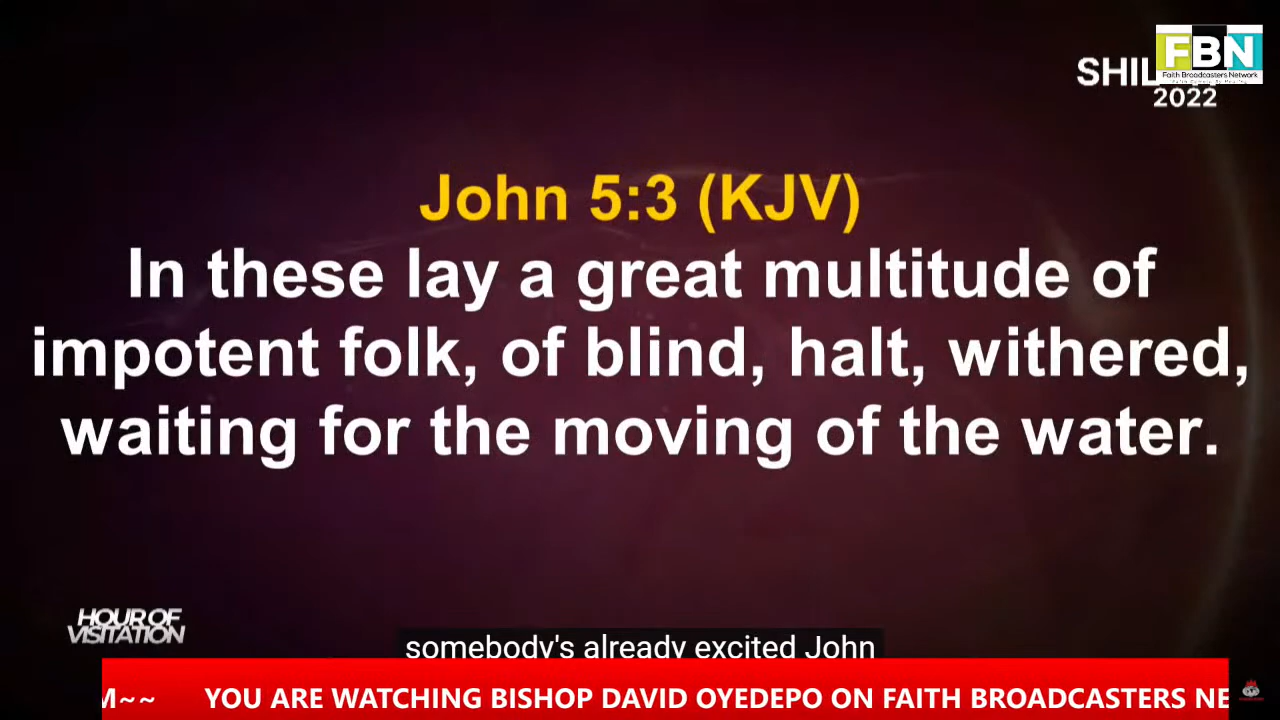 FBN
Faith Broadcasters Network
SHIL
2022
John 5:3 (KJV)
In these lay a great multitude of
impotent folk, of blind, halt, withered,
waiting for the moving of the water.
HOUR OF
VISITATION
somebody's already excited John
M~~ YOU ARE WATCHING BISHOP DAVID OYEDEPO ON FAITH BROADCASTERS NE